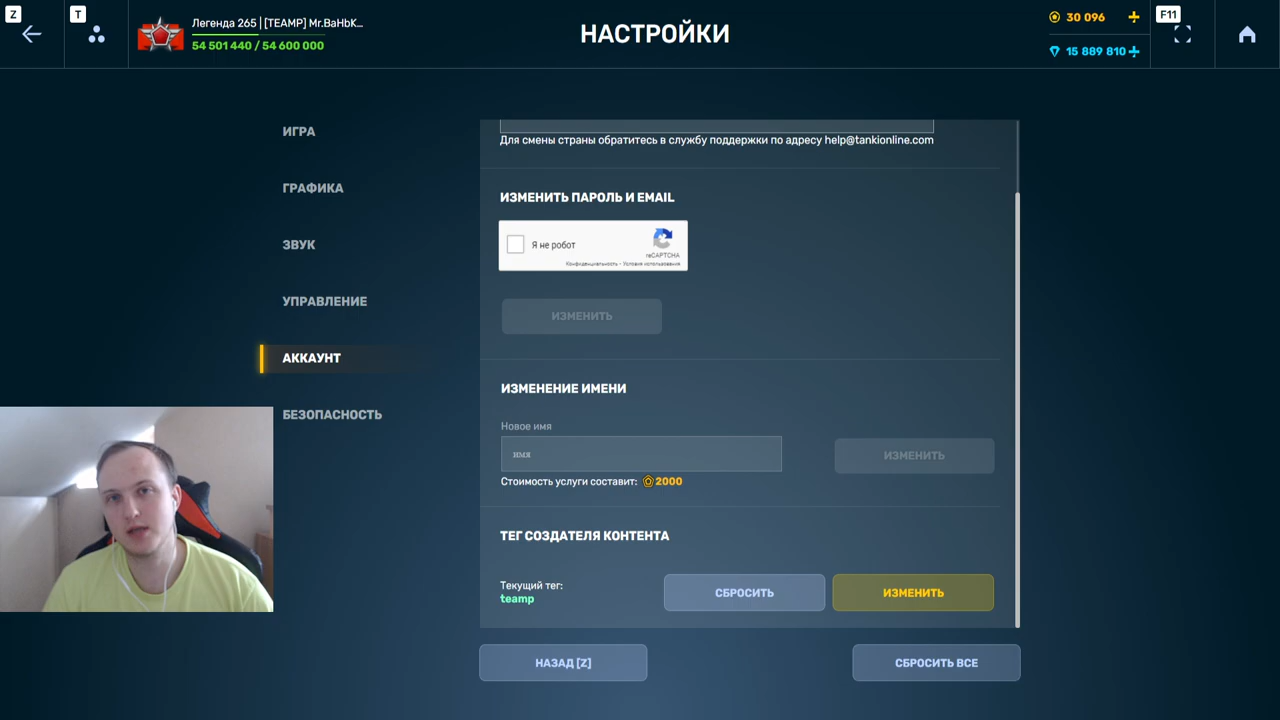 Z
T
Легенда 265 | [TEAMP] Mr.BaHbK...
54 501 440 / 54 600 000
НАСТРОЙКИ
30 096
15 889 810
F11
ИГРА
ГРАФИКА
ЗВУК
УПРАВЛЕНИЕ
АККАУНТ
БЕЗОПАСНОСТЬ
Для смены страны обратитесь в службу поддержки по адресу help@tankionline.com
ИЗМЕНИТЬ ПАРОЛЬ И EMAIL
Я не робот
reCAPTCHA
Конфиденциальность - Условия использования
ИЗМЕНИТЬ
ИЗМЕНЕНИЕ ИМЕНИ
Новое имя
имя
ИЗМЕНИТЬ
Стоимость услуги составит: 2000
ТЕГ СОЗДАТЕЛЯ КОНТЕНТА
Текущий тег:
teamp
СБРОСИТЬ
ИЗМЕНИТЬ
НАЗАД [Z]
СБРОСИТЬ ВСЕ